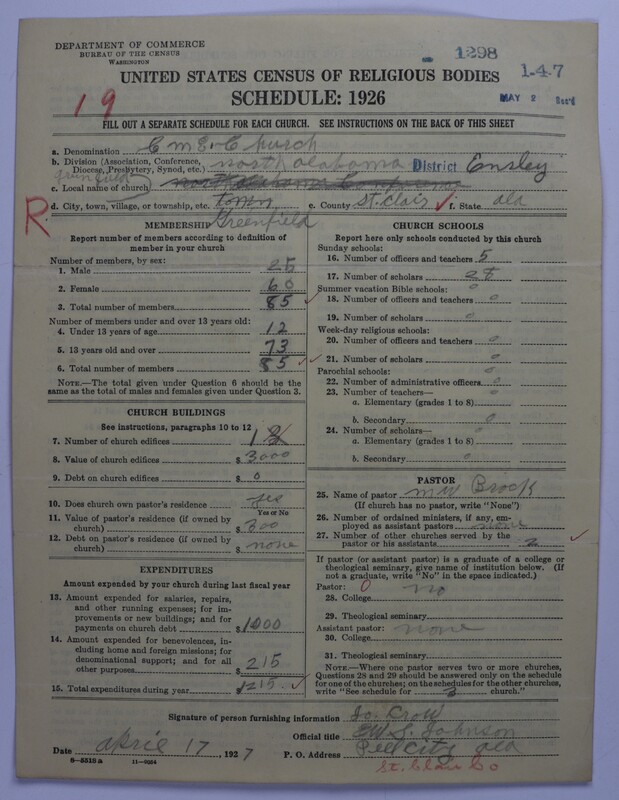 DEPARTMENT OF COMMERCE
BUREAU OF THE CENSUS
WASHINGTON
1298
1-4-7
UNITED STATES CENSUS OF RELIGIOUS BODIES
SCHEDULE: 1926
19
MAY 2 Rec'd
FILL OUT A SEPARATE SCHEDULE FOR EACH CHURCH. SEE INSTRUCTIONS ON THE BACK OF THIS SHEET
a. Denomination C M E Church
b. Division (Association, Conference, Diocese, Presbytery, Synod, etc.) North Alabama District Ensley
c. Local name of church North Alabama Conference
d. City, town, village, or township, etc. town e. County St. Clair f. State ala
R
Greenfield
MEMBERSHIP
Report number of members according to definition of
member in your church
Number of members, by sex:
1. Male 25
2. Female 60
3. Total number of members 85
Number of members under and over 13 years old:
4. Under 13 years of age 12
5. 13 years old and over 73
6. Total number of members 85
NOTE.—The total given under Question 6 should be the
same as the total of males and females given under Question 3.
CHURCH BUILDINGS
See instructions, paragraphs 10 to 12
7. Number of church edifices 1
8. Value of church edifices $ 3000
9. Debt on church edifices $ 0
10. Does church own pastor's residence yes
Yes or No
11. Value of pastor's residence (if owned by
church) $ 300
12. Debt on pastor's residence (if owned by
church) $ none
EXPENDITURES
Amount expended by your church during last fiscal year
13. Amount expended for salaries, repairs,
and other running expenses; for im-
provements or new buildings; and for
payments on church debt $ 1000
14. Amount expended for benevolences, in-
cluding home and foreign missions; for
denominational support; and for all
other purposes $ 215
15. Total expenditures during year $ 1215
CHURCH SCHOOLS
Report here only schools conducted by this church
Sunday schools:
16. Number of officers and teachers 5
17. Number of scholars 28
Summer vacation Bible schools: 0
18. Number of officers and teachers 0
19. Number of scholars 0
Week-day religious schools:
20. Number of officers and teachers 0
21. Number of scholars 0
Parochial schools: 0
22. Number of administrative officers 0
23. Number of teachers—
a. Elementary (grades 1 to 8)
b. Secondary 0
24. Number of scholars— 0
a. Elementary (grades 1 to 8)
b. Secondary 0
PASTOR
25. Name of pastor M W Brock
(If church has no pastor, write "None")
26. Number of ordained ministers, if any, em-
ployed as assistant pastors none
27. Number of other churches served by the
pastor or his assistants 2
If pastor (or assistant pastor) is a graduate of a college or
theological seminary, give name of institution below. (If
not a graduate, write "No" in the space indicated.)
Pastor: 0 no
28. College
29. Theological seminary
Assistant pastor: none
30. College
31. Theological seminary
NOTE.—Where one pastor serves two or more churches,
Questions 28 and 29 should be answered only on the schedule
for one of the churches; on the schedules for the other churches,
write "See schedule for 3 church."
Signature of person furnishing information Jo. Crow
Official title Johnson
Date april 17, 1927 P. O. Address Pell City ala
8—5518a 11—9054
St. Clair Co